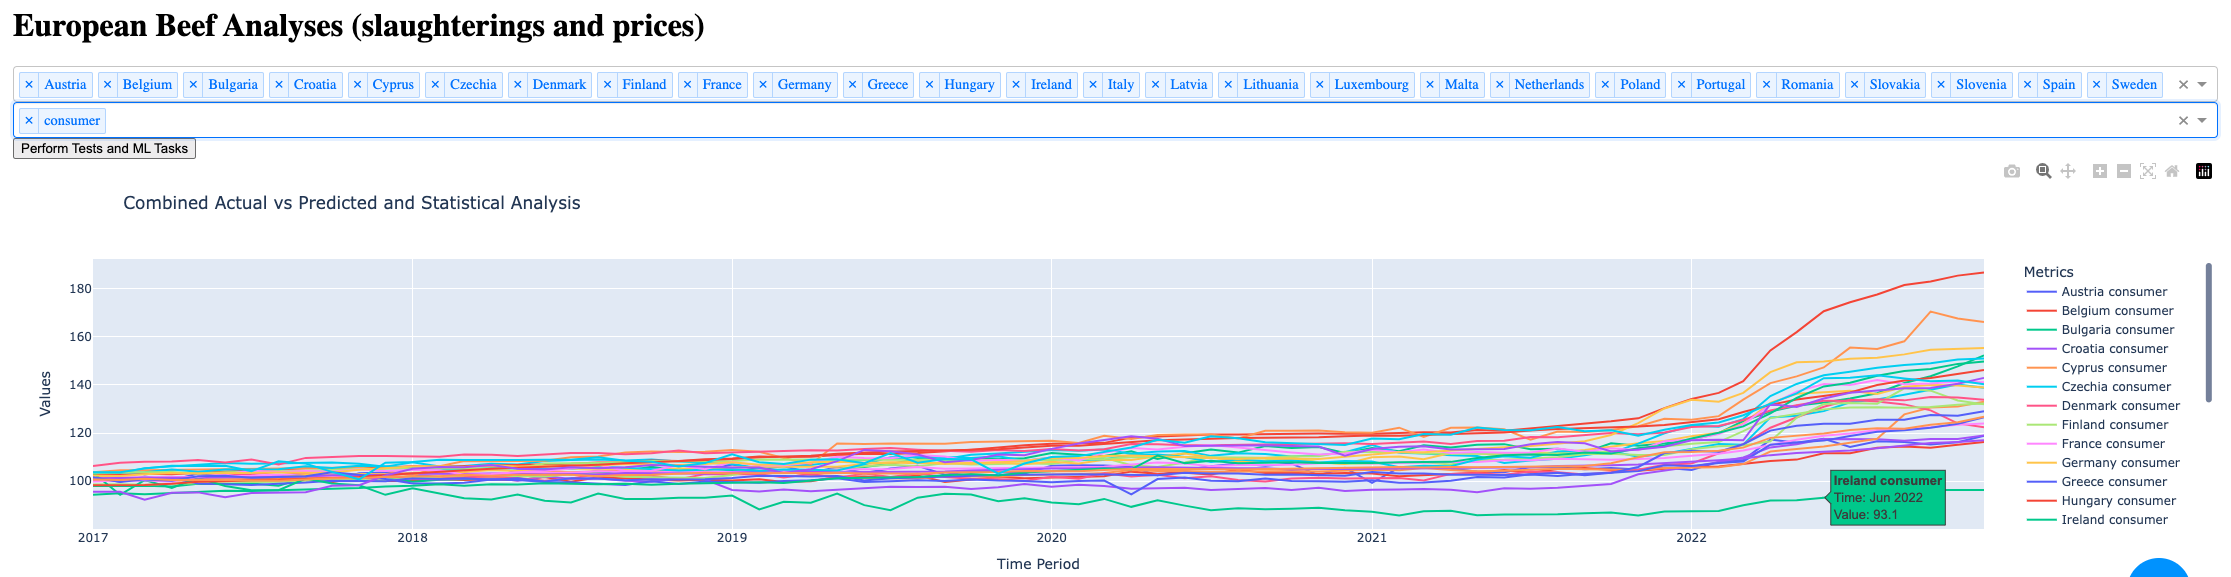 European Beef Analyses (slaughterings and prices)
× Austria × Belgium × Bulgaria × Croatia × Cyprus × Czechia × Denmark × Finland × France × Germany × Greece × Hungary × Ireland × Italy × Latvia × Lithuania × Luxembourg × Malta × Netherlands × Poland × Portugal × Romania × Slovakia × Slovenia × Spain × Sweden ×
× consumer ×
Perform Tests and ML Tasks
Combined Actual vs Predicted and Statistical Analysis
Values
180
160
140
120
100
2017 2018 2019 2020 2021 2022
Time Period
Ireland consumer
Time: Jun 2022
Value: 93.1
Metrics
Austria consumer
Belgium consumer
Bulgaria consumer
Croatia consumer
Cyprus consumer
Czechia consumer
Denmark consumer
Finland consumer
France consumer
Germany consumer
Greece consumer
Hungary consumer
Ireland consumer